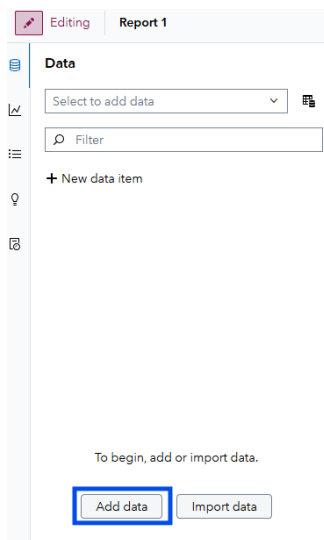 Editing Report 1
Data
Select to add data
Filter
+ New data item
To begin, add or import data.
Add data Import data